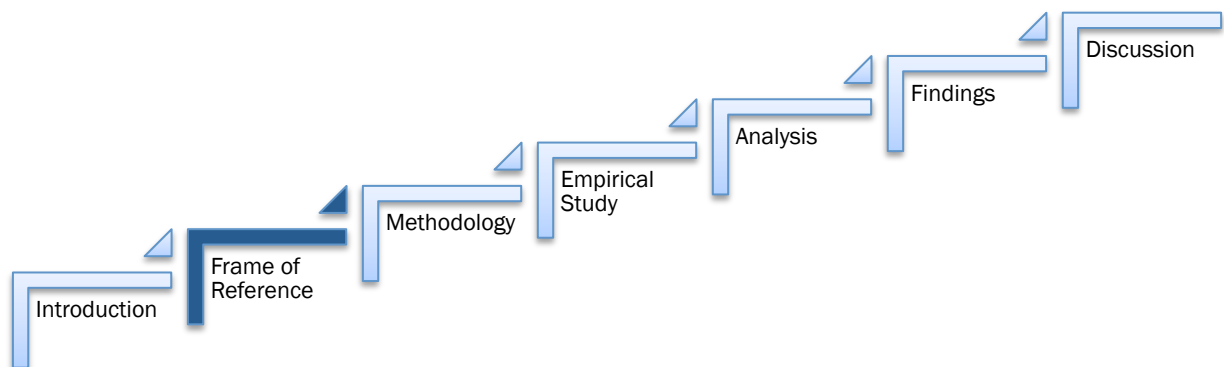 Introduction
Frame of
Reference
Methodology
Empirical
Study
Analysis
Findings
Discussion